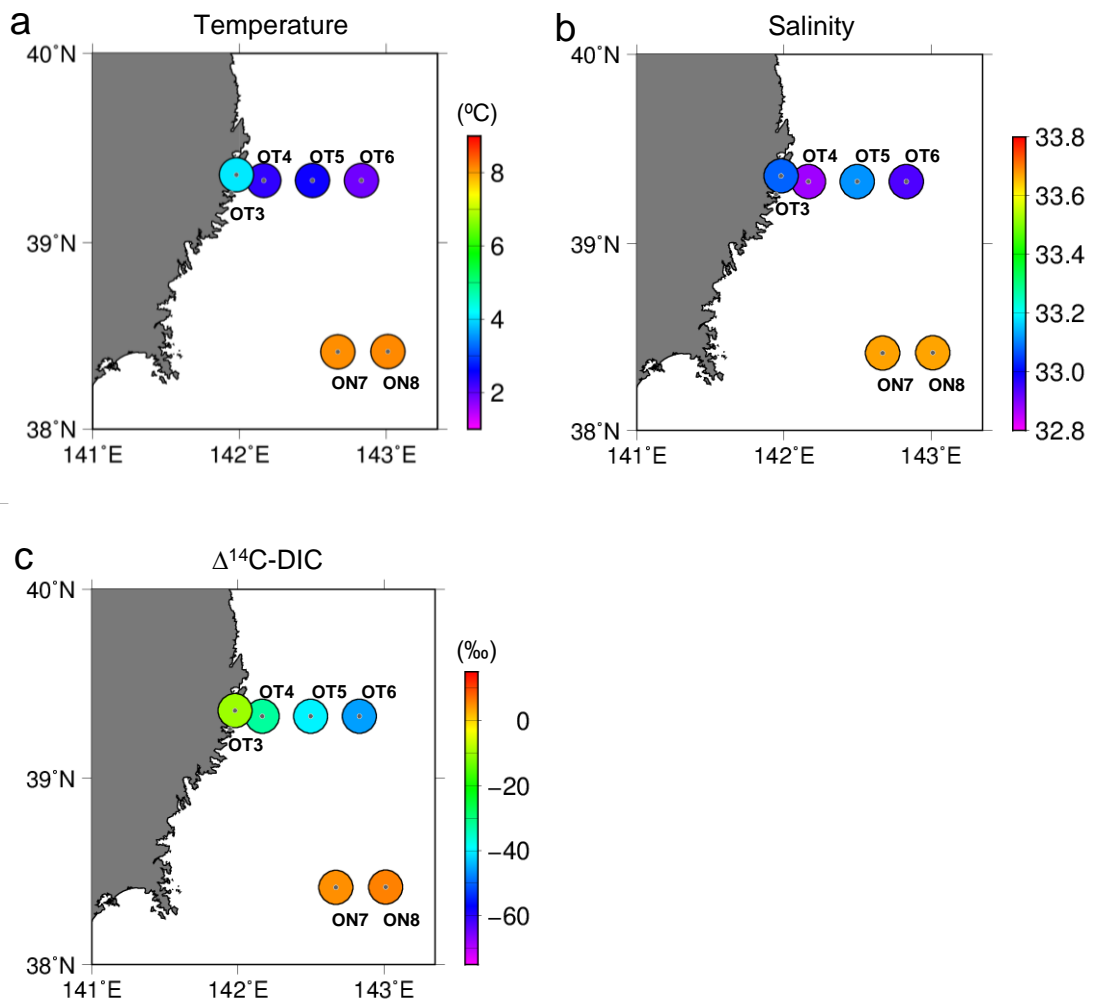 a
Temperature
40˚N
39˚N
38˚N
141˚E
142˚E
143˚E
OT4
OT5
OT6
OT3
ON7
ON8
(ºC)
8
6
4
2
b
Salinity
40˚N
39˚N
38˚N
141˚E
142˚E
143˚E
OT4
OT5
OT6
OT3
ON7
ON8
33.8
33.6
33.4
33.2
33.0
32.8
c
Δ¹⁴C-DIC
40˚N
39˚N
38˚N
141˚E
142˚E
143˚E
OT4
OT5
OT6
OT3
ON7
ON8
(‰)
0
−20
−40
−60